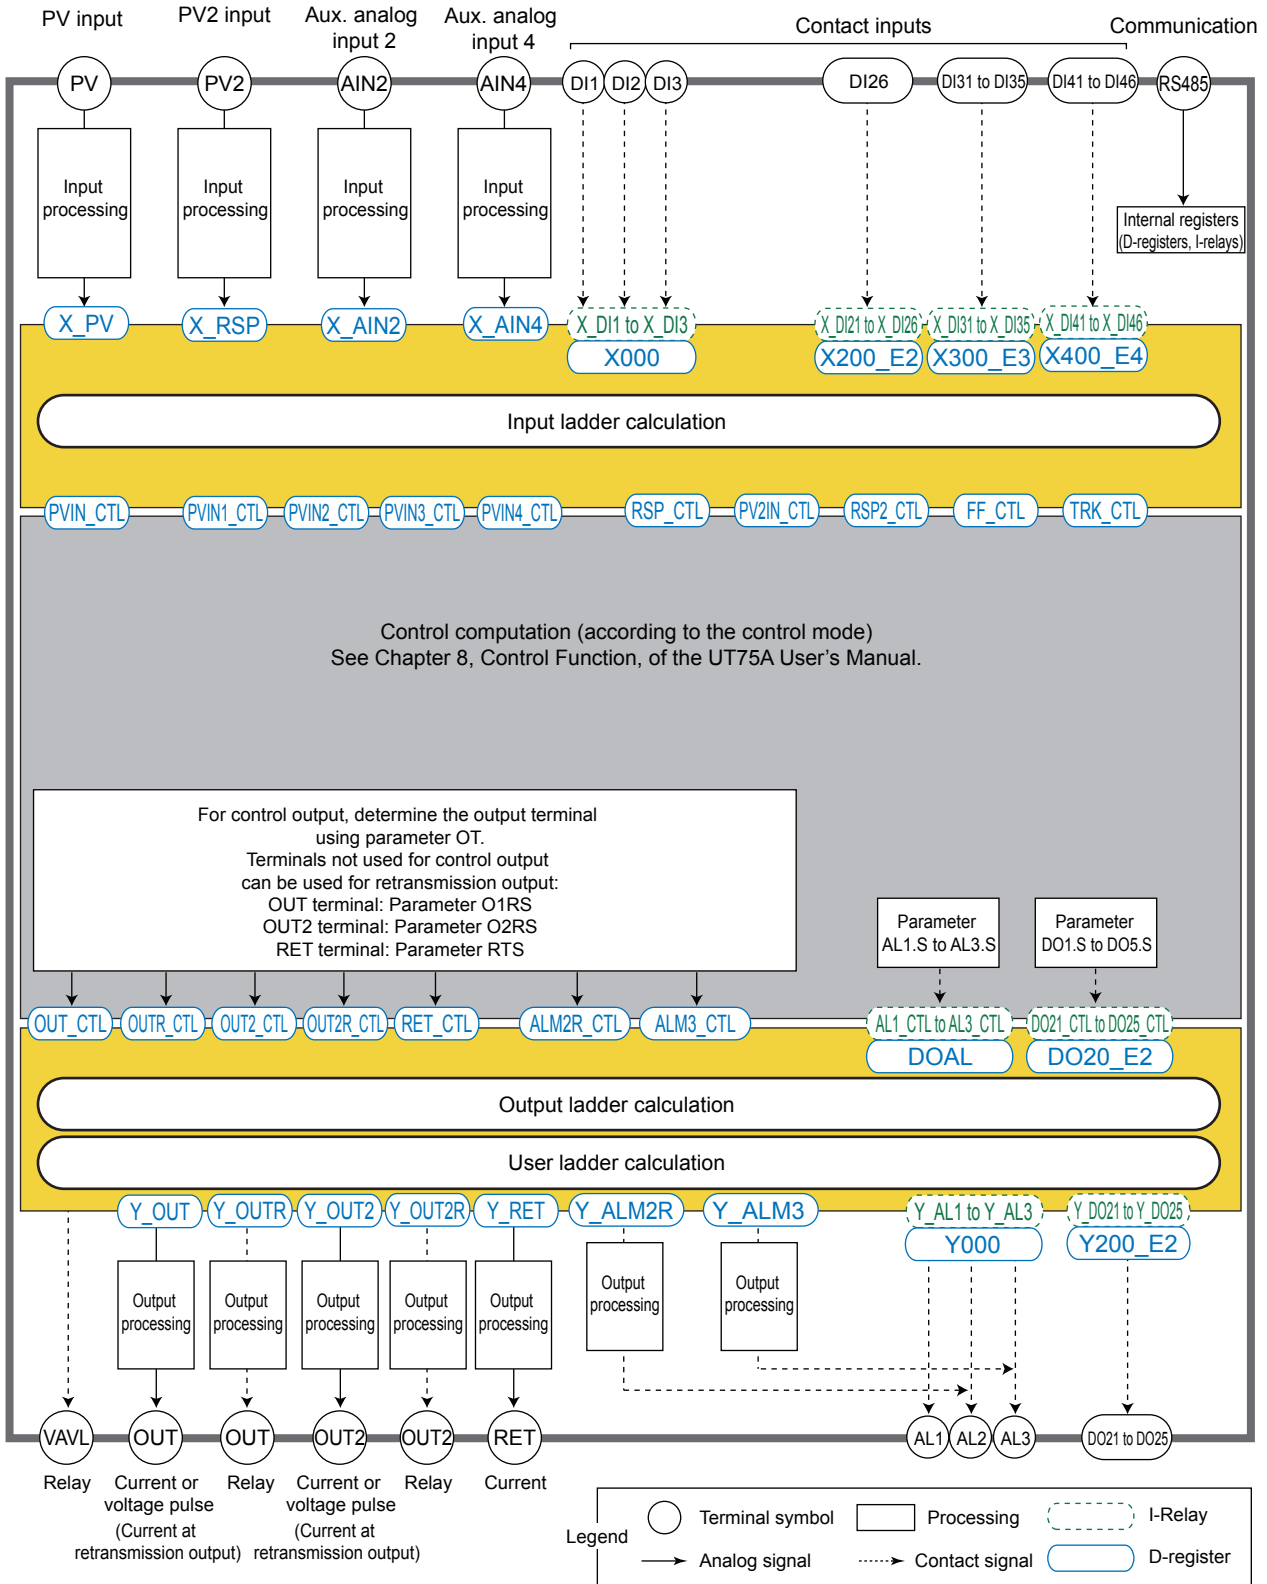 PV input
PV2 input
Aux. analog
input 2
Aux. analog
input 4
Contact inputs
Communication
PV
PV2
AIN2
AIN4
DI1
DI2
DI3
DI26
DI31 to DI35
DI41 to DI46
RS485
Input
processing
Input
processing
Input
processing
Input
processing
Internal registers
(D-registers, I-relays)
X_PV
X_RSP
X_AIN2
X_AIN4
X_DI1 to X_DI3
X000
X_DI21 to X_DI26
X200_E2
X_DI31 to X_DI35
X300_E3
X_DI41 to X_DI46
X400_E4
Input ladder calculation
PVIN_CTL
PVIN1_CTL
PVIN2_CTL
PVIN3_CTL
PVIN4_CTL
RSP_CTL
PV2IN_CTL
RSP2_CTL
FF_CTL
TRK_CTL
Control computation (according to the control mode)
See Chapter 8, Control Function, of the UT75A User's Manual.
For control output, determine the output terminal
using parameter OT.
Terminals not used for control output
can be used for retransmission output:
OUT terminal: Parameter O1RS
OUT2 terminal: Parameter O2RS
RET terminal: Parameter RTS
Parameter
AL1.S to AL3.S
Parameter
DO1.S to DO5.S
OUT_CTL
OUTR_CTL
OUT2_CTL
OUT2R_CTL
RET_CTL
ALM2R_CTL
ALM3_CTL
AL1_CTL to AL3_CTL
DOAL
DO21_CTL to DO25_CTL
DO20_E2
Output ladder calculation
User ladder calculation
Y_OUT
Y_OUTR
Y_OUT2
Y_OUT2R
Y_RET
Y_ALM2R
Y_ALM3
Y_AL1 to Y_AL3
Y000
Y_DO21 to Y_DO25
Y200_E2
Output
processing
Output
processing
Output
processing
Output
processing
Output
processing
Output
processing
Output
processing
VAVL
OUT
OUT
OUT2
OUT2
RET
AL1
AL2
AL3
DO21 to DO25
Relay
Current or
voltage pulse
(Current at
retransmission output)
Relay
Current or
voltage pulse
(Current at
retransmission output)
Relay
Current
Legend
Terminal symbol
Processing
I-Relay
Analog signal
Contact signal
D-register